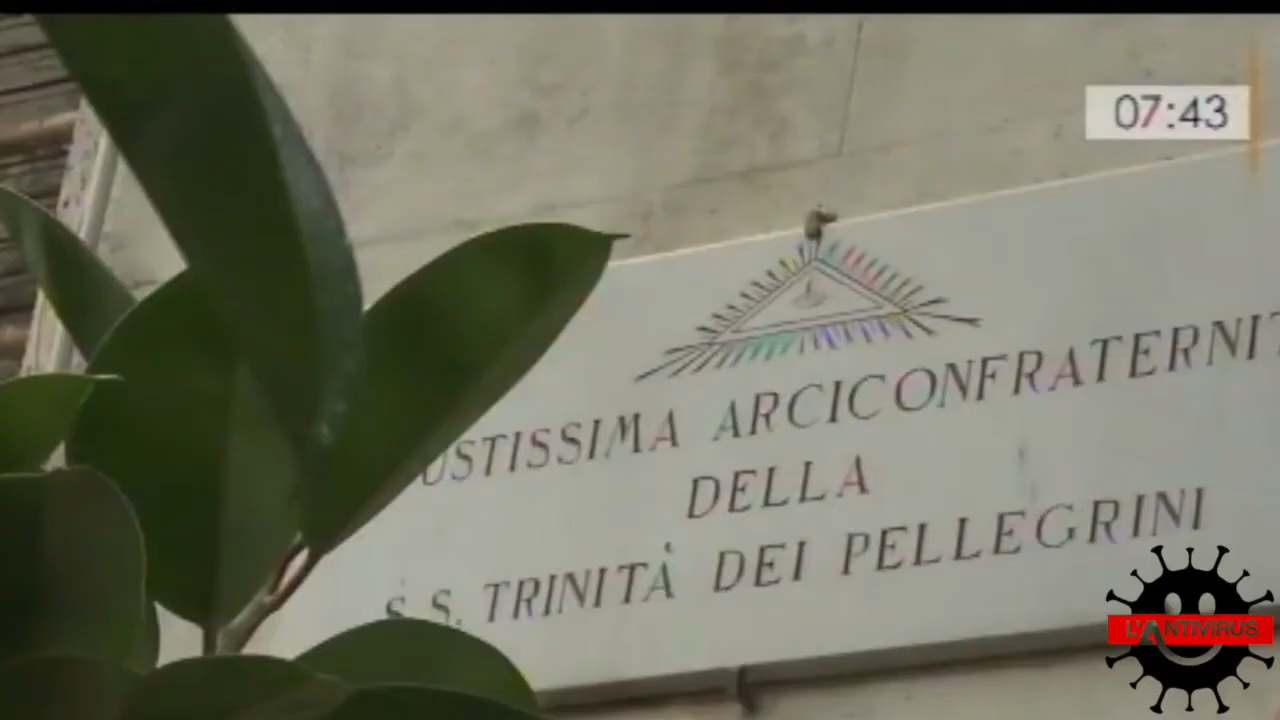 07:43
USTISSIMA ARCICONFRATERNIT
DELLA
S.S. TRINITÀ DEI PELLEGRINI
L'ANTIVIRUS